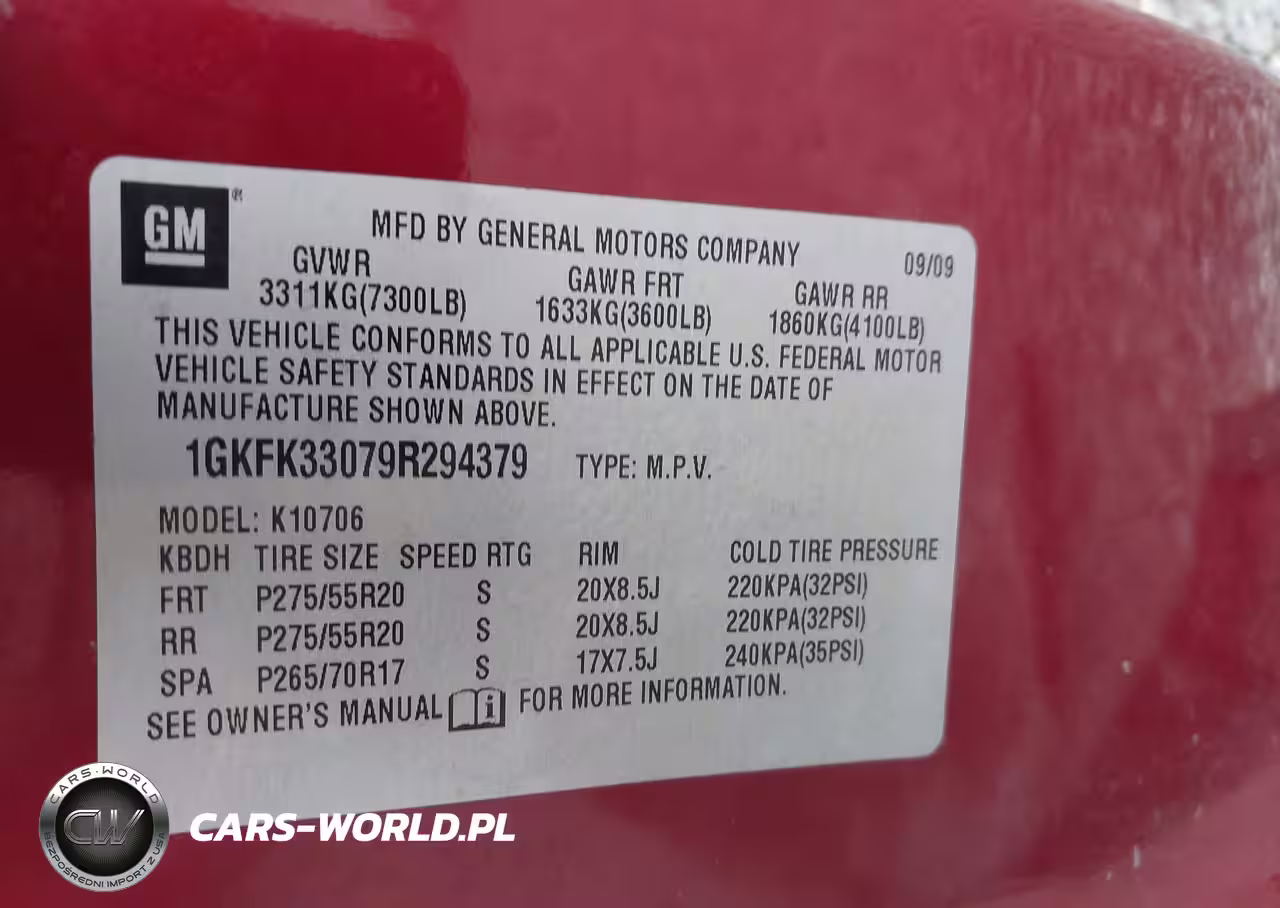 GM®
MFD BY GENERAL MOTORS COMPANY
09/09
GVWR GAWR FRT GAWR RR
3311KG(7300LB) 1633KG(3600LB) 1860KG(4100LB)
THIS VEHICLE CONFORMS TO ALL APPLICABLE U.S. FEDERAL MOTOR
VEHICLE SAFETY STANDARDS IN EFFECT ON THE DATE OF
MANUFACTURE SHOWN ABOVE.
1GKFK33079R294379 TYPE: M.P.V.
MODEL: K10706
KBDH TIRE SIZE SPEED RTG RIM COLD TIRE PRESSURE
FRT P275/55R20 S 20X8.5J 220KPA(32PSI)
RR P275/55R20 S 20X8.5J 220KPA(32PSI)
SPA P265/70R17 S 17X7.5J 240KPA(35PSI)
SEE OWNER'S MANUAL i FOR MORE INFORMATION.
CARS-WORLD
CW
BEZPOŚREDNI IMPORT Z USA
CARS-WORLD.PL